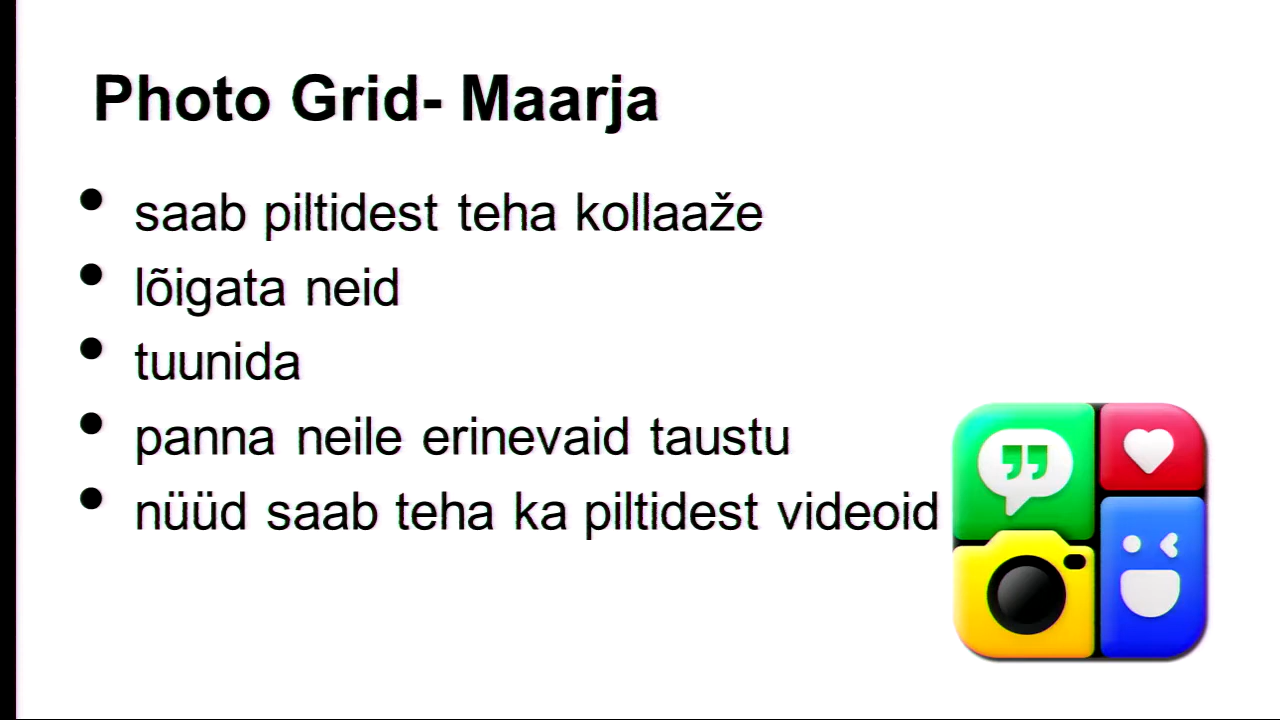 Photo Grid- Maarja
• saab piltidest teha kollaaže
• lõigata neid
• tuunida
• panna neile erinevaid taustu
• nüüd saab teha ka piltidest videoid